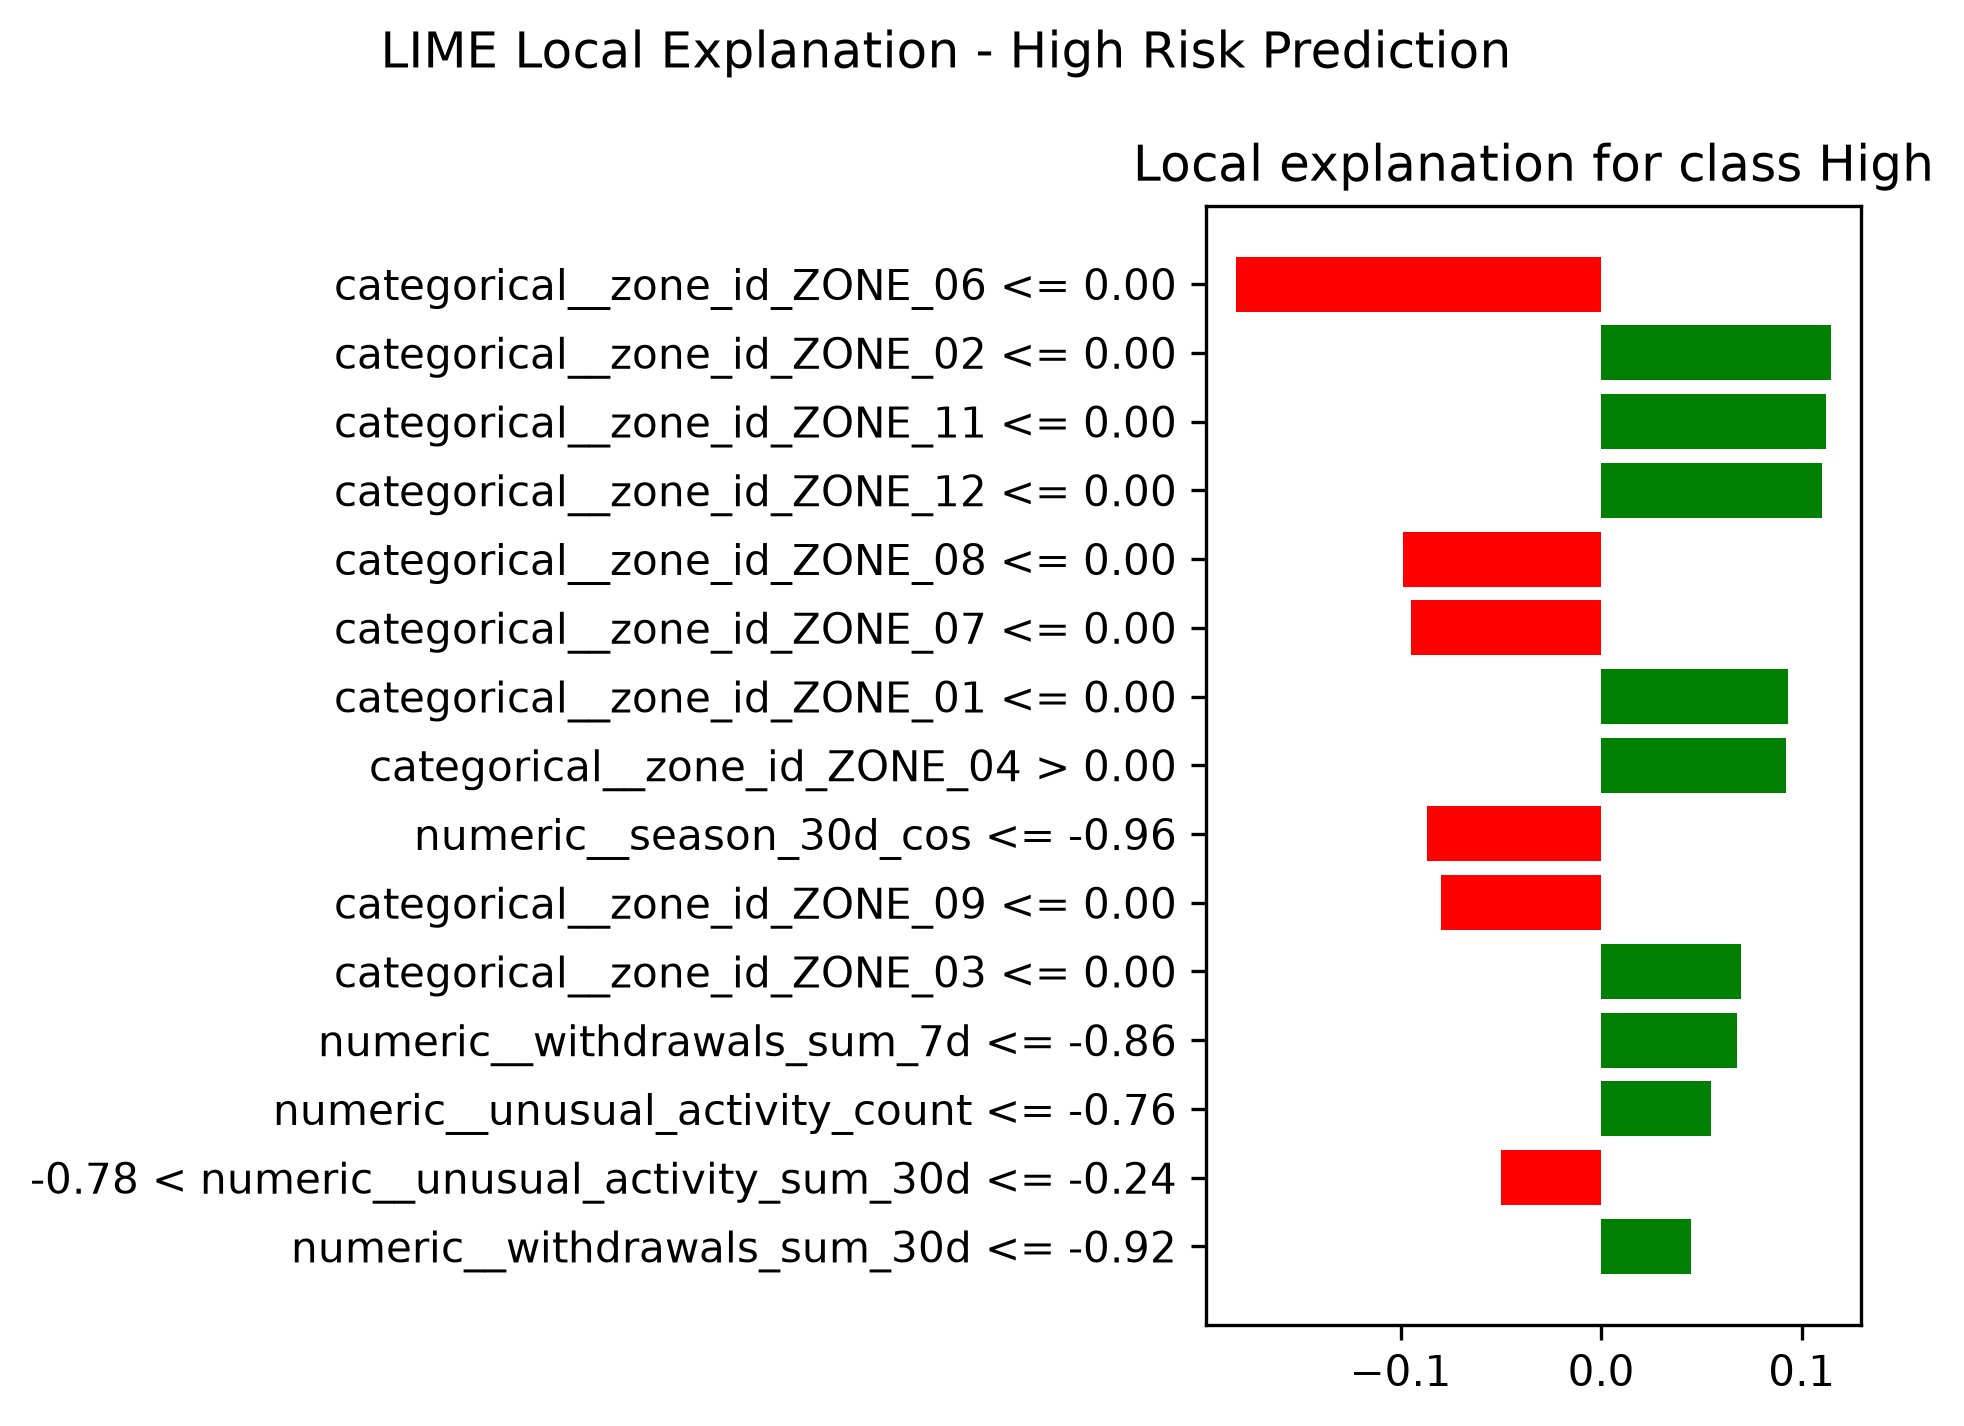 LIME Local Explanation - High Risk Prediction
Local explanation for class High
categorical__zone_id_ZONE_06 <= 0.00
categorical__zone_id_ZONE_02 <= 0.00
categorical__zone_id_ZONE_11 <= 0.00
categorical__zone_id_ZONE_12 <= 0.00
categorical__zone_id_ZONE_08 <= 0.00
categorical__zone_id_ZONE_07 <= 0.00
categorical__zone_id_ZONE_01 <= 0.00
categorical__zone_id_ZONE_04 > 0.00
numeric__season_30d_cos <= -0.96
categorical__zone_id_ZONE_09 <= 0.00
categorical__zone_id_ZONE_03 <= 0.00
numeric__withdrawals_sum_7d <= -0.86
numeric__unusual_activity_count <= -0.76
-0.78 < numeric__unusual_activity_sum_30d <= -0.24
numeric__withdrawals_sum_30d <= -0.92
−0.1 0.0 0.1